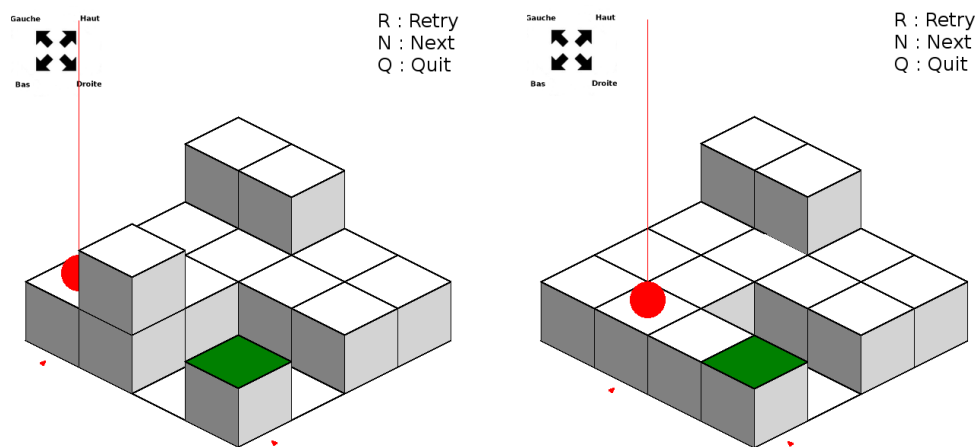 Gauche Haut
Bas Droite
R : Retry
N : Next
Q : Quit
Gauche Haut
Bas Droite
R : Retry
N : Next
Q : Quit